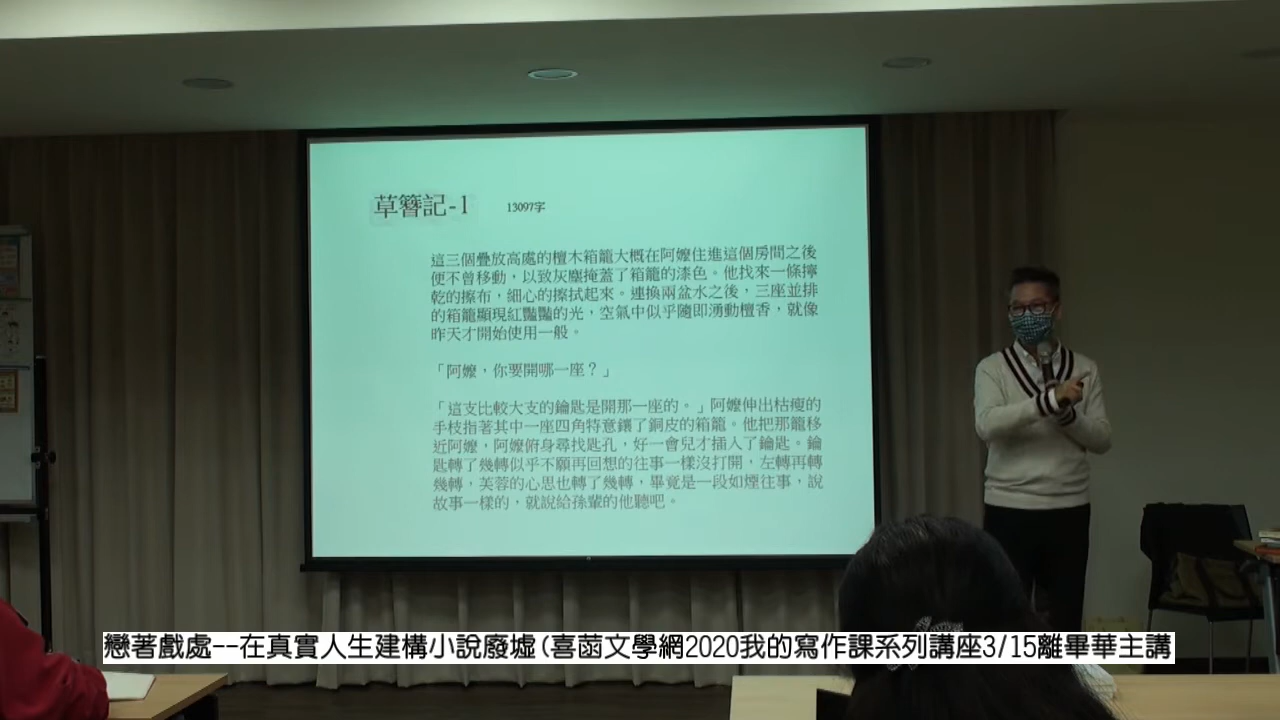 草簪記-1 13097字
這三個疊放高處的檀木箱籠大概在阿嬤住進這個房間之後
便不曾移動，以致灰塵掩蓋了箱籠的漆色。他找來一條擰
乾的擦布，細心的擦拭起來。連換兩盆水之後，三座並排
的箱籠顯現紅豔豔的光，空氣中似乎隨即湧動檀香，就像
昨天才開始使用一般。
「阿嬤，你要開哪一座？」
「這支比較大支的鑰匙是開那一座的。」阿嬤伸出枯瘦的
手枝指著其中一座四角特意鑲了銅皮的箱籠。他把那籠移
近阿嬤，阿嬤俯身尋找匙孔，好一會兒才插入了鑰匙。鑰
匙轉了幾轉似乎不願再回想的往事一樣沒打開，左轉再轉
幾轉，芙蓉的心思也轉了幾轉，畢竟是一段如煙往事，說
故事一樣的，就說給孫輩的他聽吧。
戀著戲處--在真實人生建構小說廢墟(喜菡文學網2020我的寫作課系列講座3/15離畢華主講